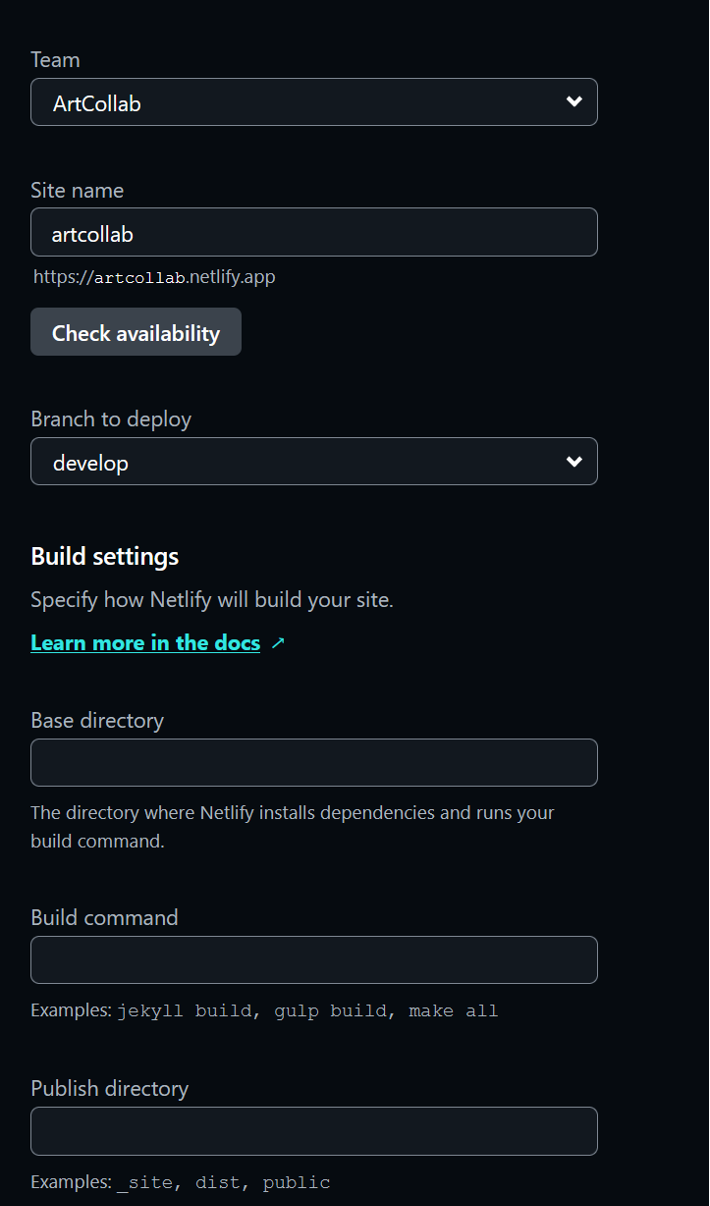 Team
ArtCollab
Site name
artcollab
https://artcollab.netlify.app
Check availability
Branch to deploy
develop
Build settings
Specify how Netlify will build your site.
Learn more in the docs ↗
Base directory
The directory where Netlify installs dependencies and runs your
build command.
Build command
Examples: jekyll build, gulp build, make all
Publish directory
Examples: _site, dist, public